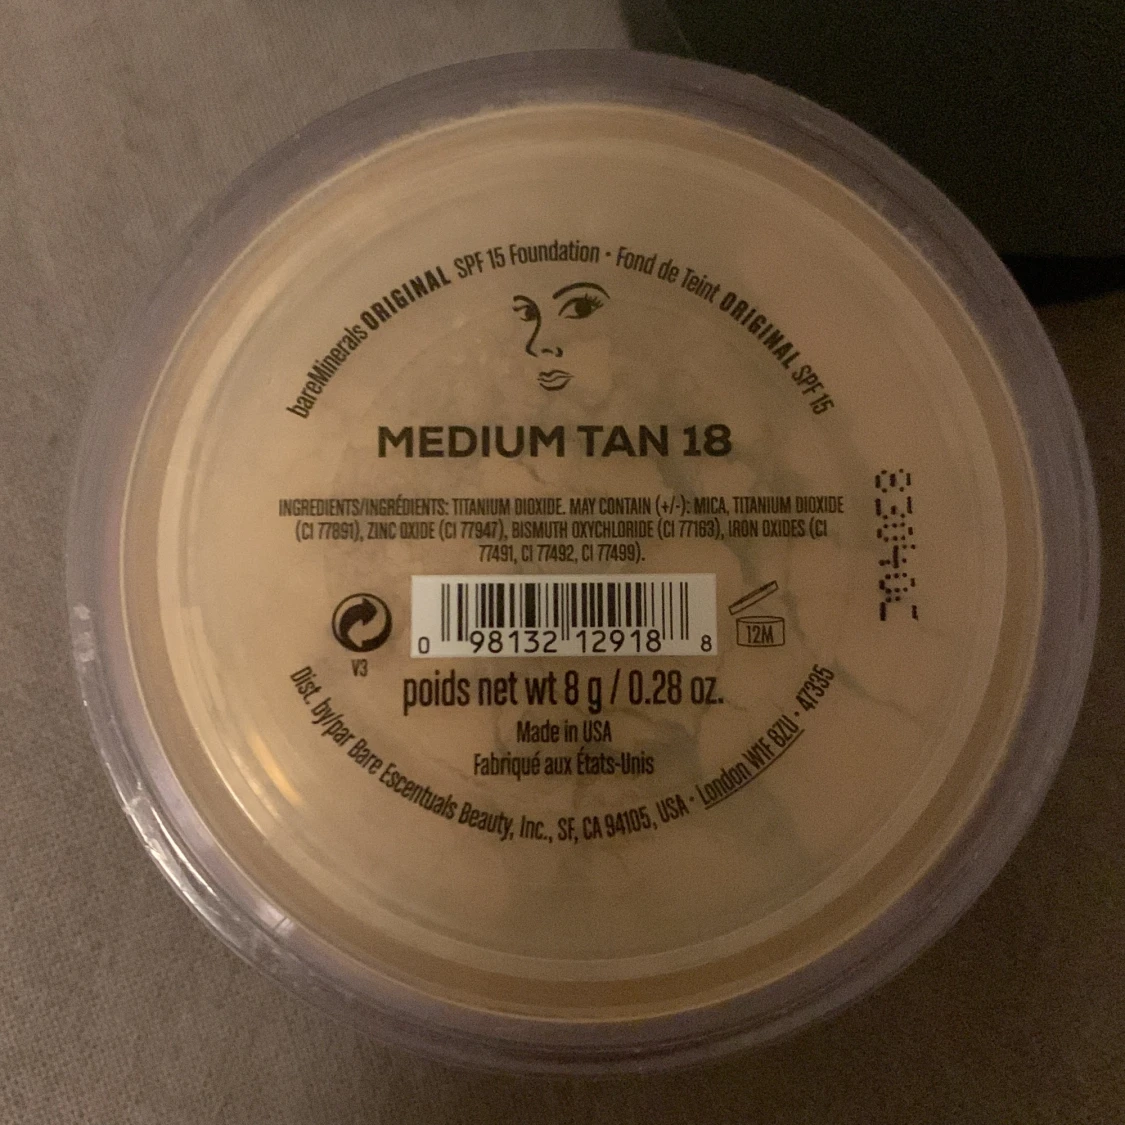 bareMinerals ORIGINAL SPF 15 Foundation · Fond de Teint ORIGINAL SPF 15
MEDIUM TAN 18
INGREDIENTS/INGRÉDIENTS: TITANIUM DIOXIDE. MAY CONTAIN (+/-): MICA, TITANIUM DIOXIDE
(CI 77891), ZINC OXIDE (CI 77947), BISMUTH OXYCHLORIDE (CI 77163), IRON OXIDES (CI
77491, CI 77492, CI 77499).
0 98132 12918 8
12M
V3
poids net wt 8 g / 0.28 oz.
Made in USA
Fabriqué aux États-Unis
Dist. by/par Bare Escentuals Beauty, Inc., SF, CA 94105, USA · London W1F 8ZU · 47335